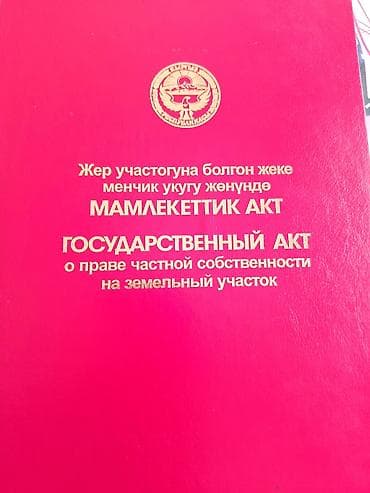 Жер участогуна болгон жеке
менчик укугу жөнүндө
МАМЛЕКЕТТИК АКТ
ГОСУДАРСТВЕННЫЙ АКТ
о праве частной собственности
на земельный участок